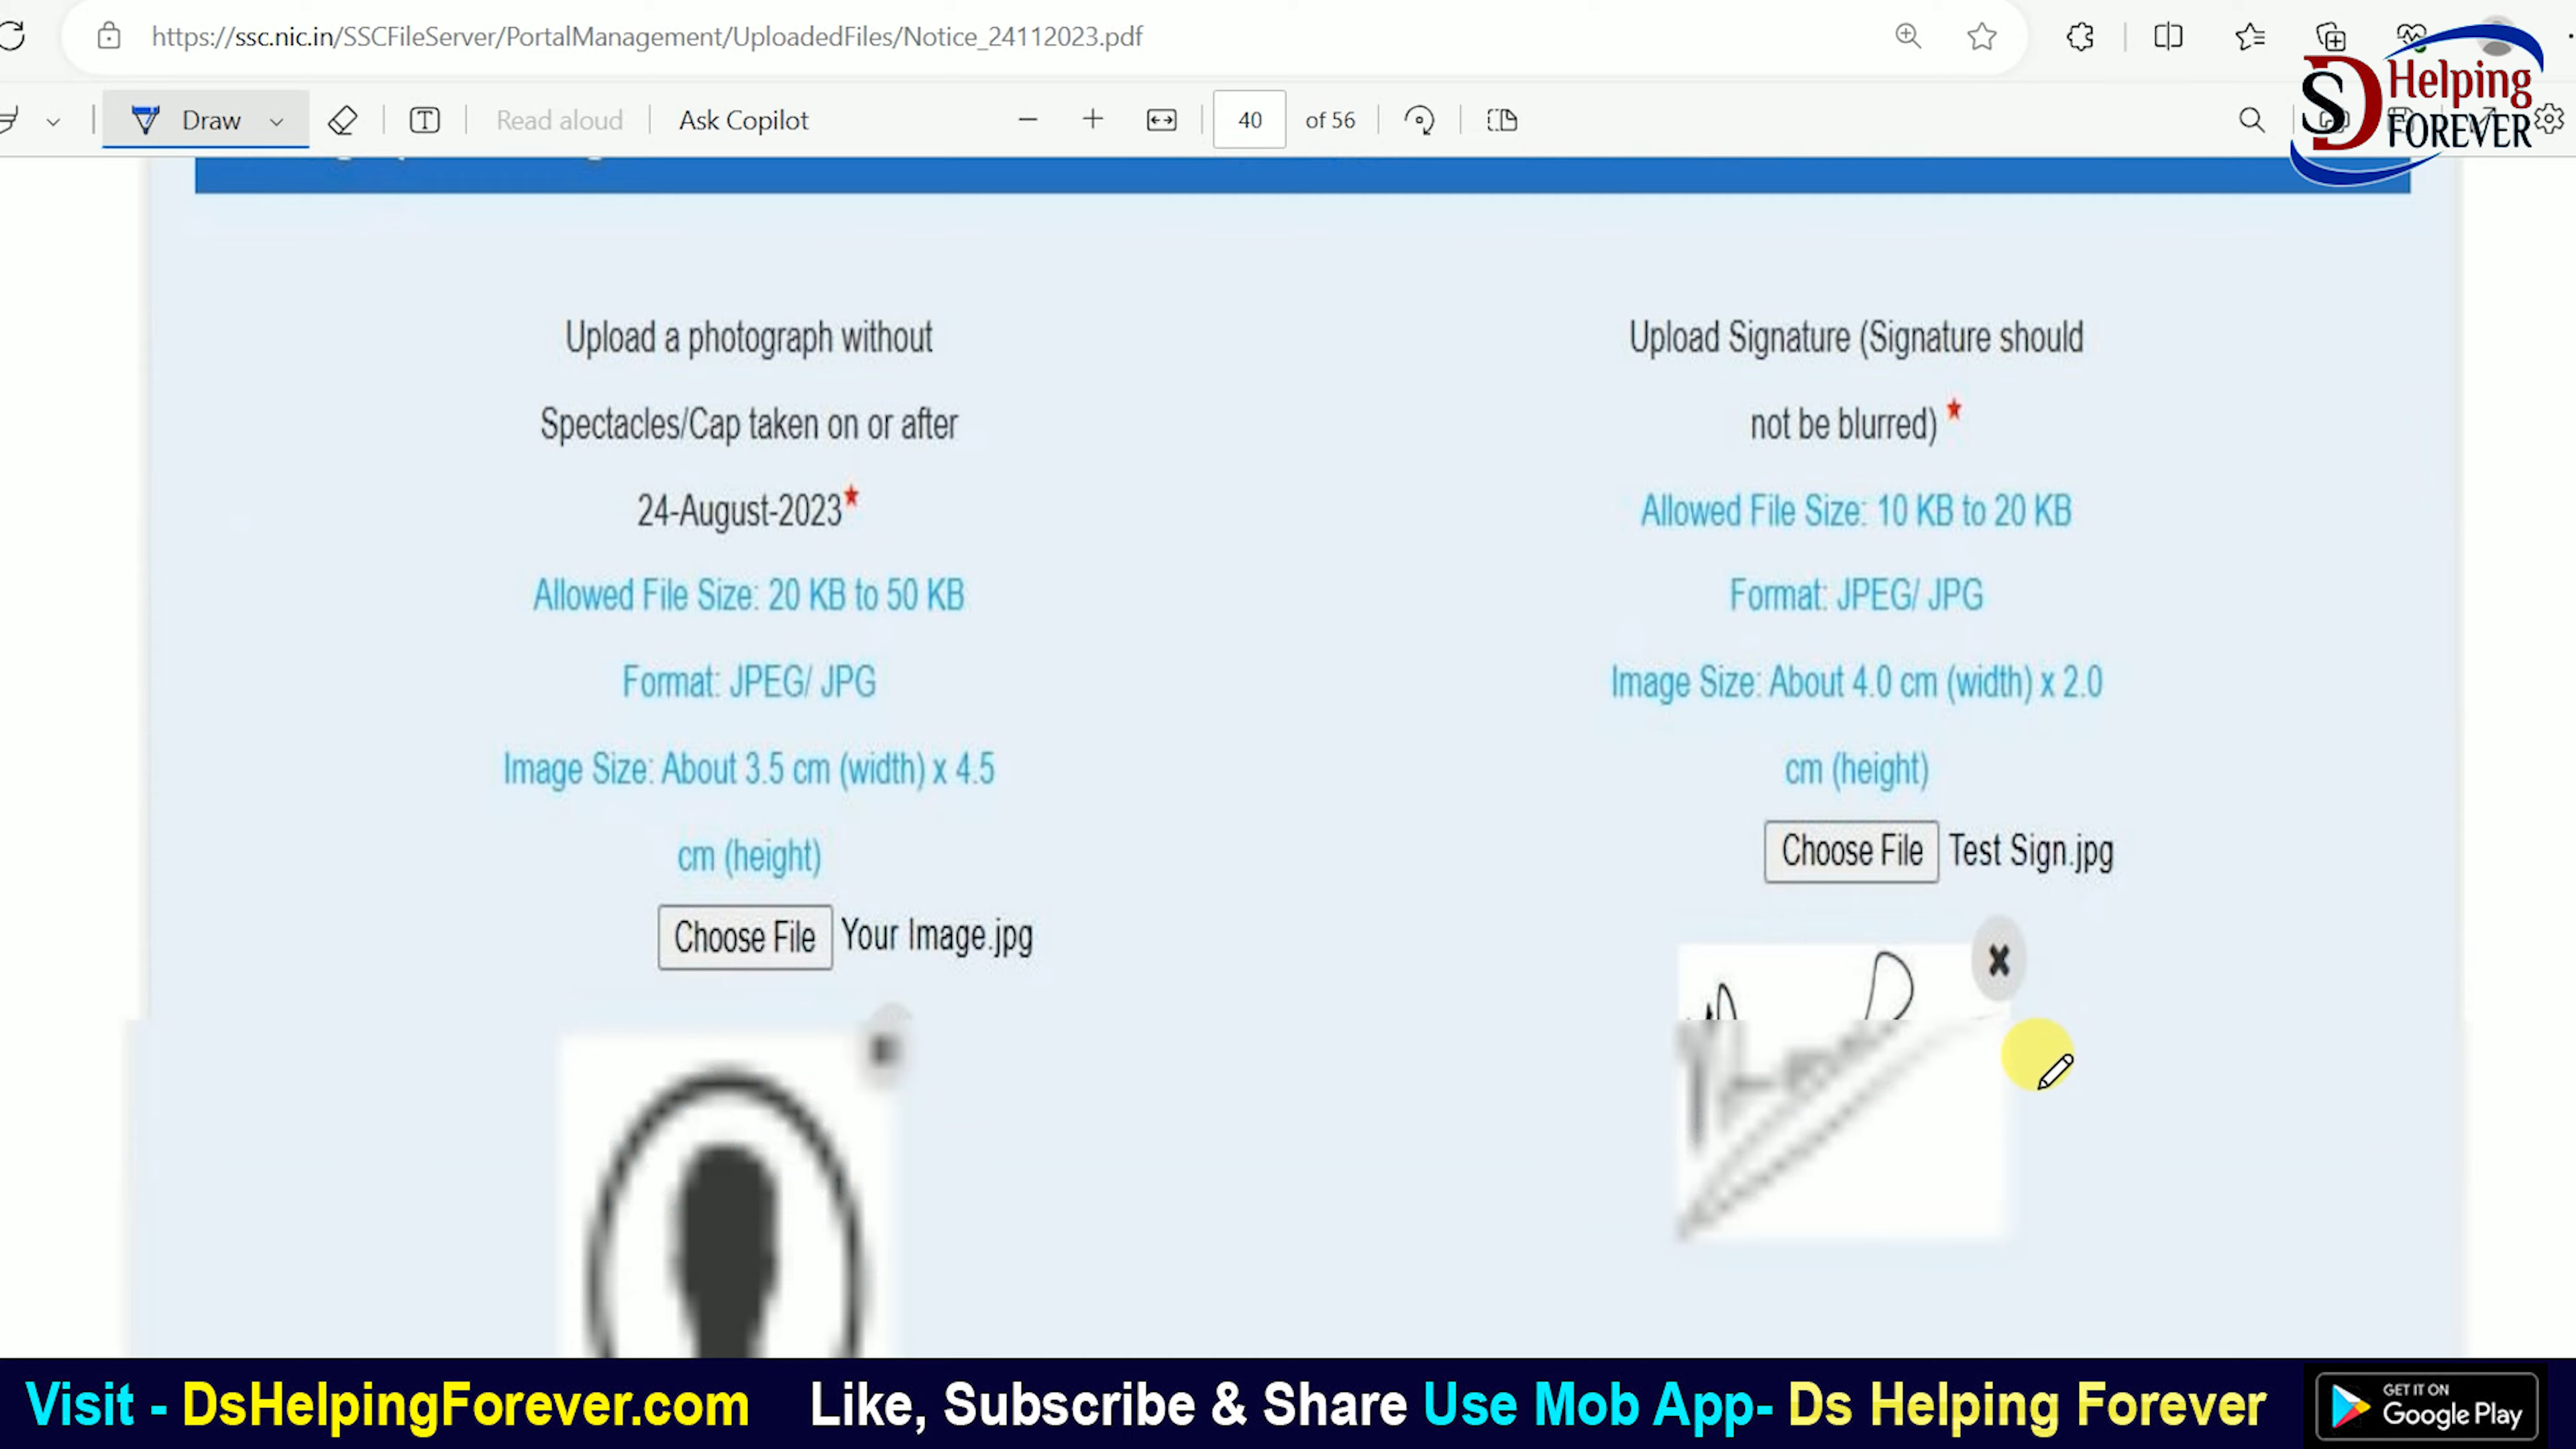 https://ssc.nic.in/SSCFileServer/PortalManagement/UploadedFiles/Notice_24112023.pdf
SD Helping
FOREVER
Draw
Read aloud
Ask Copilot
40 of 56
Upload a photograph without
Spectacles/Cap taken on or after
24-August-2023*
Allowed File Size: 20 KB to 50 KB
Format: JPEG/ JPG
Image Size: About 3.5 cm (width) x 4.5
cm (height)
Choose File Your Image.jpg
Upload Signature (Signature should
not be blurred) *
Allowed File Size: 10 KB to 20 KB
Format: JPEG/ JPG
Image Size: About 4.0 cm (width) x 2.0
cm (height)
Choose File Test Sign.jpg
Visit - DsHelpingForever.com Like, Subscribe & Share Use Mob App- Ds Helping Forever
GET IT ON
Google Play